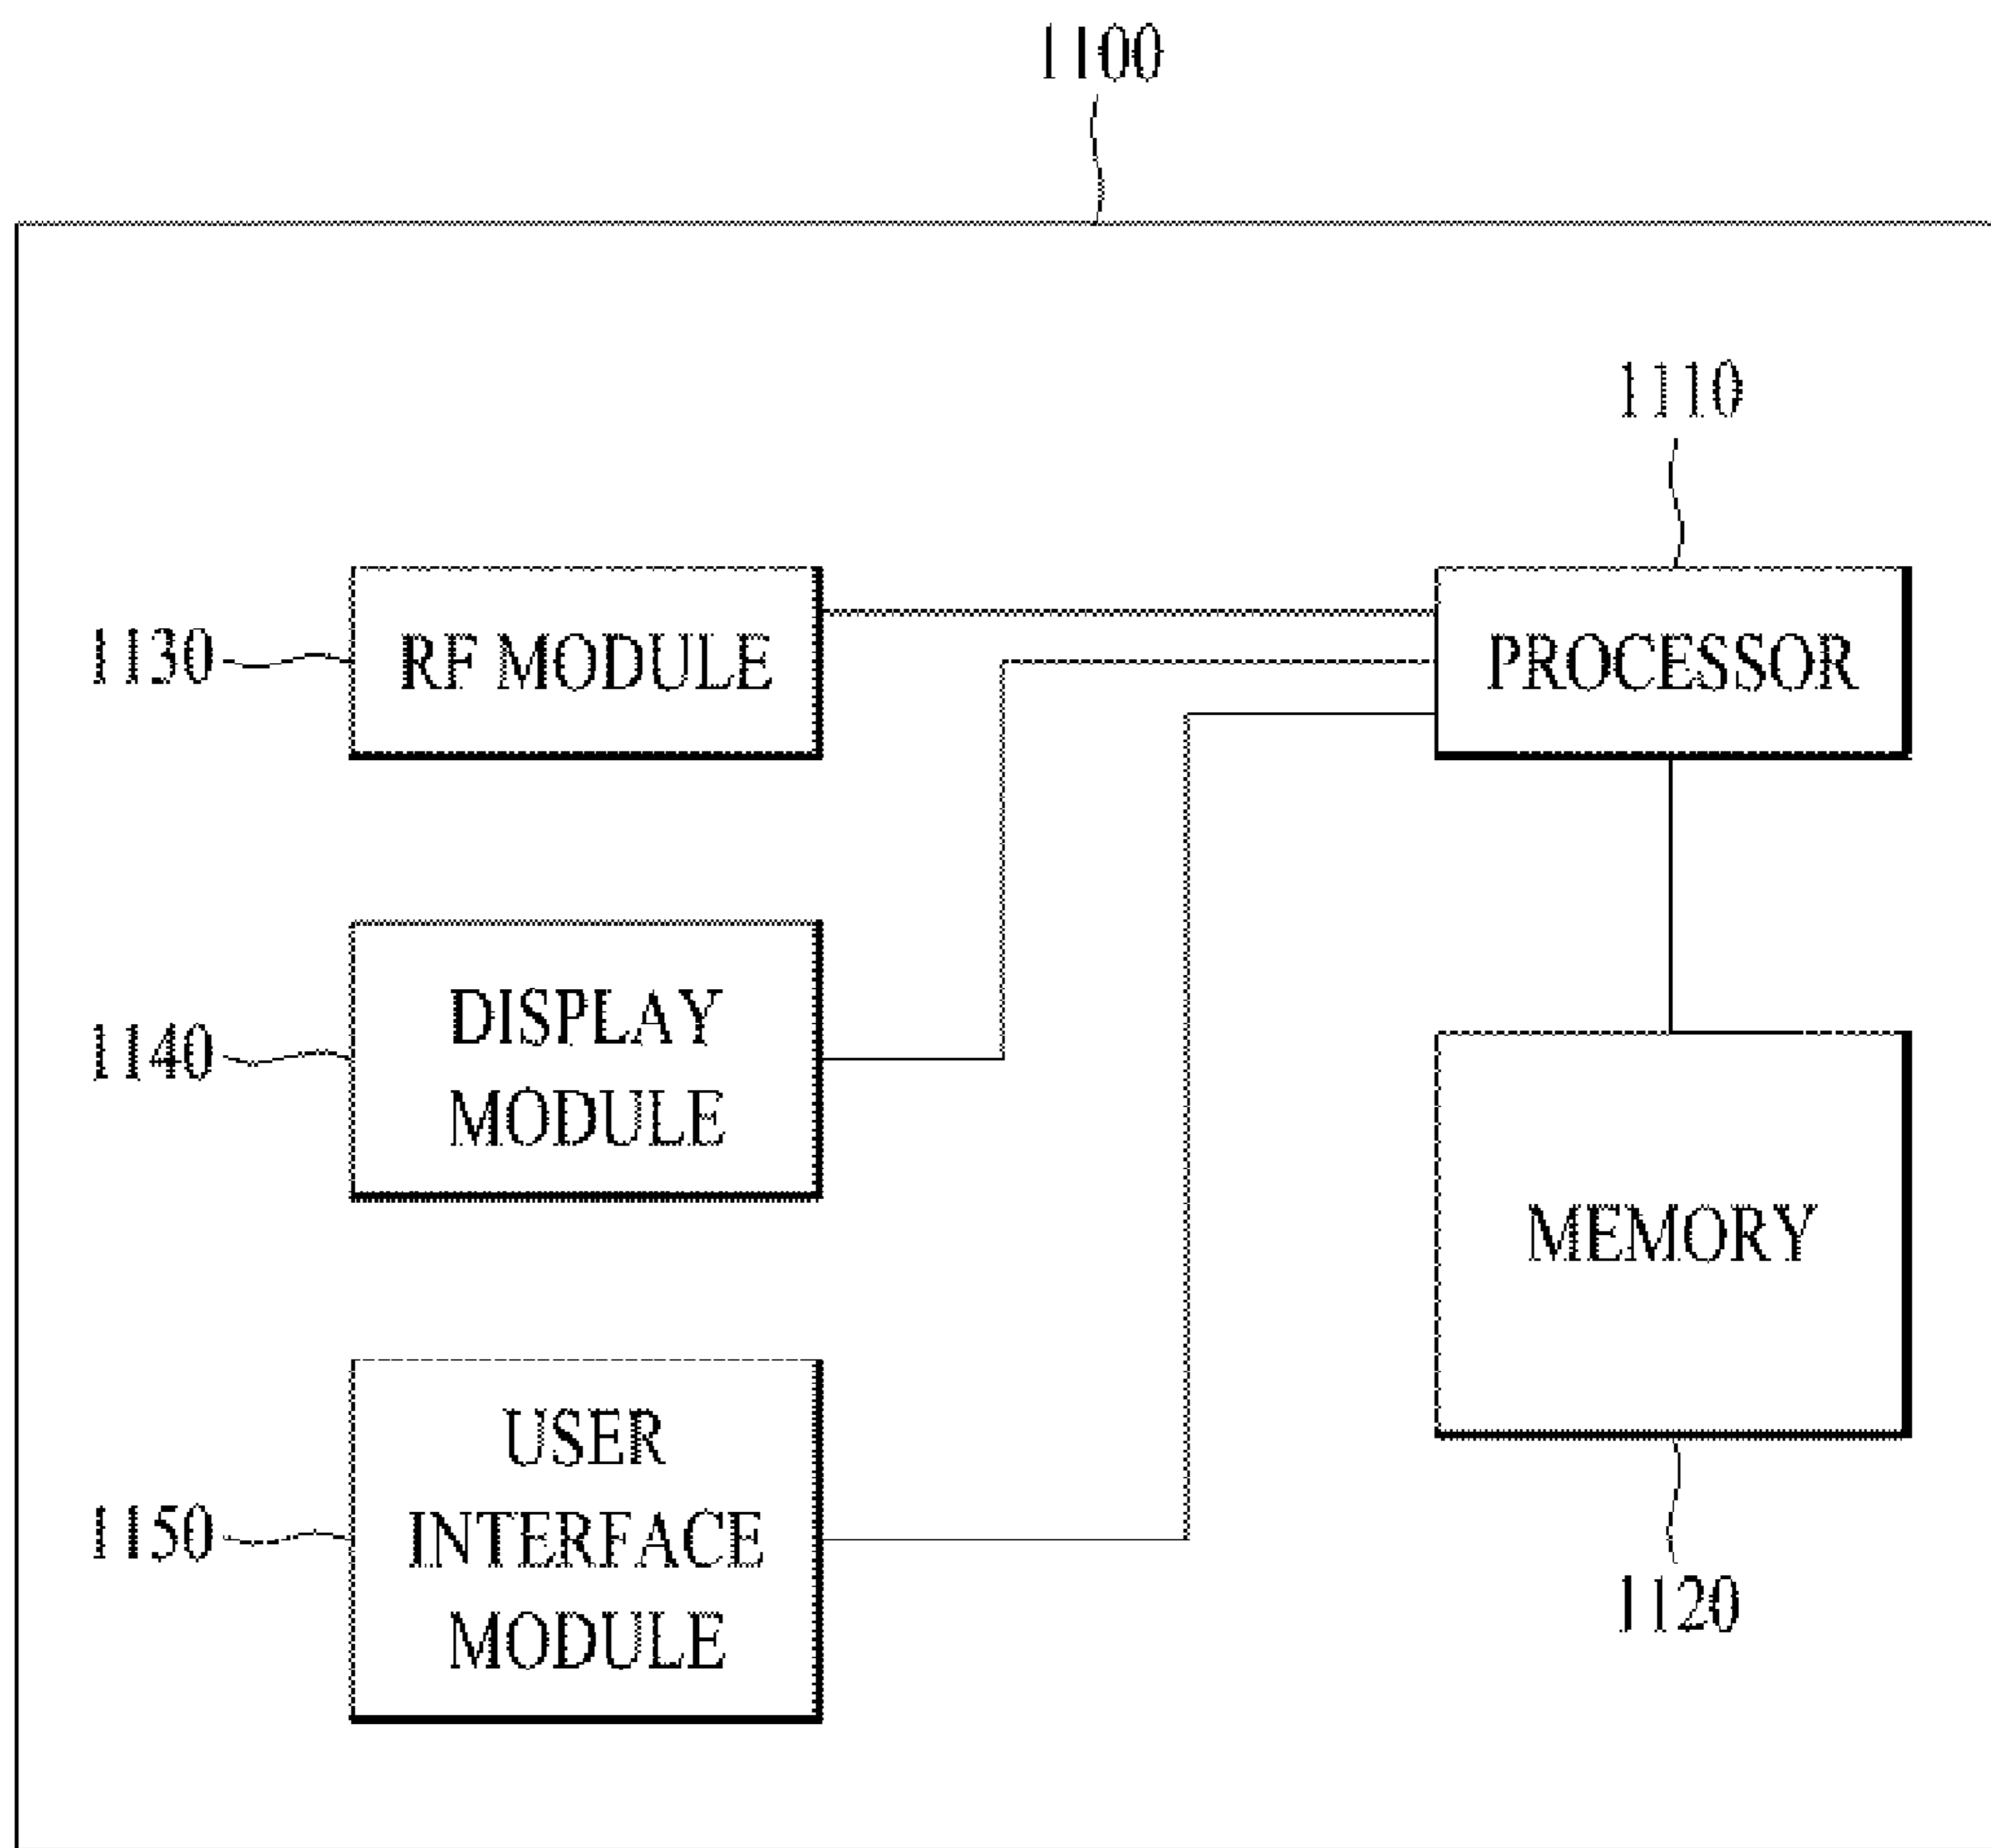 1100
1110
1130
RF MODULE
PROCESSOR
1140
DISPLAY
MODULE
MEMORY
1150
USER
INTERFACE
MODULE
1120